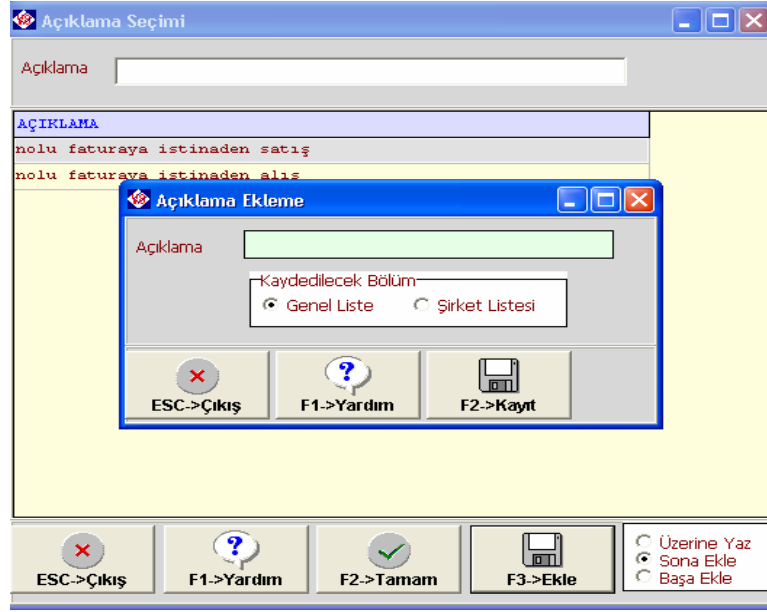 Açıklama Seçimi
Açıklama
AÇIKLAMA
nolu faturaya istinaden satış
nolu faturaya istinaden alış
Açıklama Ekleme
Açıklama
Kaydedilecek Bölüm
Genel Liste Şirket Listesi
ESC->Çıkış F1->Yardım F2->Kayıt
ESC->Çıkış F1->Yardım F2->Tamam F3->Ekle
Üzerine Yaz
Sona Ekle
Başa Ekle